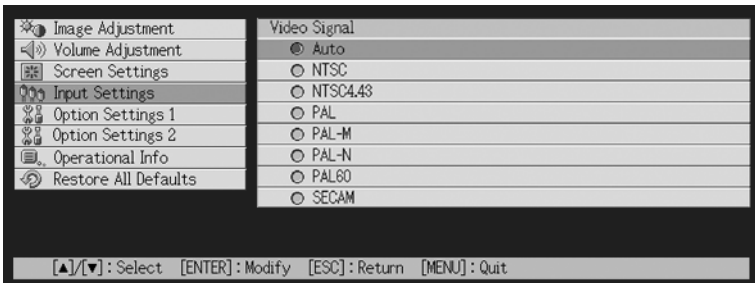 Image Adjustment
Volume Adjustment
Screen Settings
Input Settings
Option Settings 1
Option Settings 2
Operational Info
Restore All Defaults
Video Signal
Auto
NTSC
NTSC4.43
PAL
PAL-M
PAL-N
PAL60
SECAM
[▲]/[▼]:Select [ENTER]:Modify [ESC]:Return [MENU]:Quit